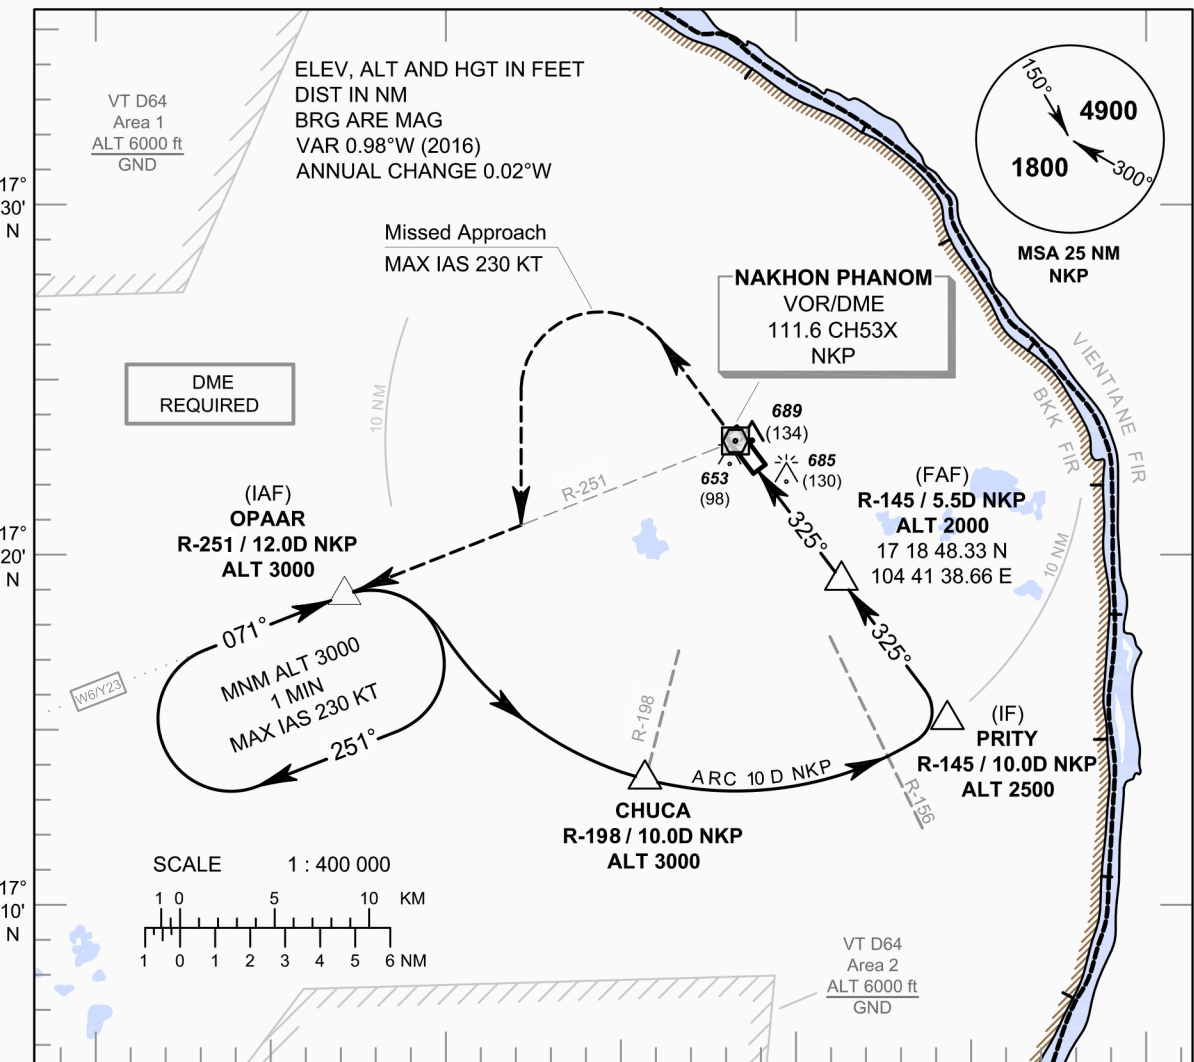 ELEV, ALT AND HGT IN FEET
DIST IN NM
BRG ARE MAG
VAR 0.98°W (2016)
ANNUAL CHANGE 0.02°W
VT D64
Area 1
ALT 6000 ft
GND
150°
4900
1800
300°
MSA 25 NM
NKP
17°
30'
N
Missed Approach
MAX IAS 230 KT
NAKHON PHANOM
VOR/DME
111.6 CH53X
NKP
VIENTIANE FIR
BKK FIR
DME
REQUIRED
10 NM
689
(134)
685
(130)
653
(98)
R-251
(FAF)
R-145 / 5.5D NKP
ALT 2000
17 18 48.33 N
104 41 38.66 E
10 NM
(IAF)
OPAAR
R-251 / 12.0D NKP
ALT 3000
17°
20'
N
325°
325°
071°
MNM ALT 3000
1 MIN
MAX IAS 230 KT
251°
W6/Y23
R-198
(IF)
PRITY
R-145 / 10.0D NKP
ALT 2500
ARC 10 D NKP
R-156
CHUCA
R-198 / 10.0D NKP
ALT 3000
SCALE 1 : 400 000
1 0 5 10 KM
1 0 1 2 3 4 5 6 NM
17°
10'
N
VT D64
Area 2
ALT 6000 ft
GND